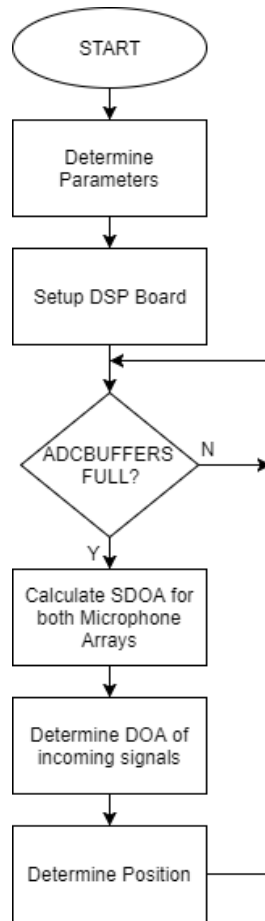 START
Determine
Parameters
Setup DSP Board
ADCBUFFERS
FULL?
N
Y
Calculate SDOA for
both Microphone
Arrays
Determine DOA of
incoming signals
Determine Position